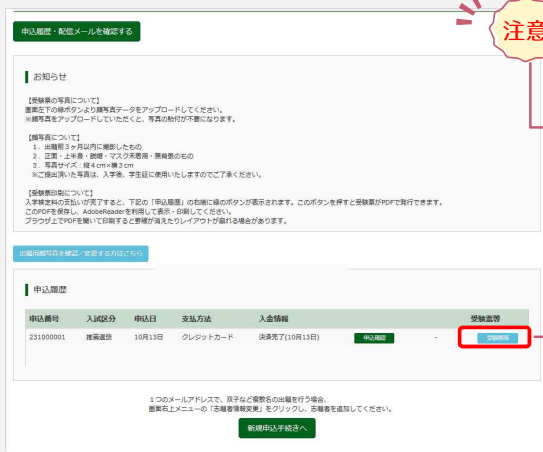 申込履歴・配信メールを確認する
注意
お知らせ
【受験票の写真について】
画面左下の緑ボタンより顔写真データをアップロードしてください。
※顔写真をアップロードしていただくと、写真の貼付が不要になります。
【顔写真について】
1. 出願前3ヶ月以内に撮影したもの
2. 正面・上半身・脱帽・マスク未着用・無背景のもの
3. 写真サイズ:縦4cm×横3cm
※ご提出頂いた写真は、入学後、学生証に使用いたしますのでご了承ください。
【受験票印刷について】
入学検定料の支払いが完了すると、下記の「申込履歴」の右端に緑のボタンが表示されます。このボタンを押すと受験票がPDFで発行できます。
このPDFを保存し、AdobeReaderを利用して表示・印刷してください。
ブラウザ上でPDFを開いて印刷すると罫線が消えたりレイアウトが崩れる場合があります。
出願用顔写真を確認/変更する方はこちら
申込履歴
申込番号 入試区分 申込日 支払方法 入金情報 受験票等
231000001 推薦選抜 10月13日 クレジットカード 決済完了(10月13日) 申込確認 - 受験票等
1つのメールアドレスで、双子など複数名の出願を行う場合、
画面右上メニューの「志願者情報変更」をクリックし、志願者を追加してください。
新規申込手続きへ